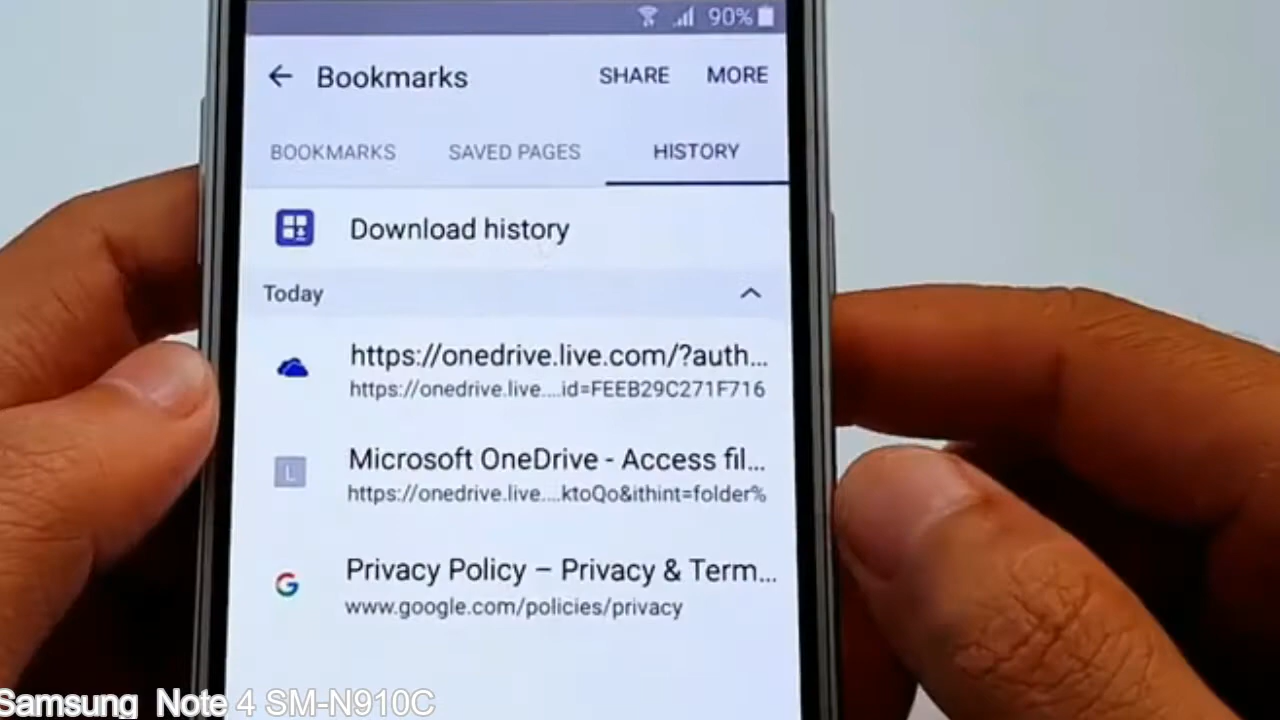 90%
Bookmarks SHARE MORE
BOOKMARKS SAVED PAGES HISTORY
Download history
Today
https://onedrive.live.com/?auth...
https://onedrive.live....id=FEEB29C271F716
L
Microsoft OneDrive - Access fil...
https://onedrive.live....ktoQo&ithint=folder%
G
Privacy Policy – Privacy & Term...
www.google.com/policies/privacy
Samsung Note 4 SM-N910C